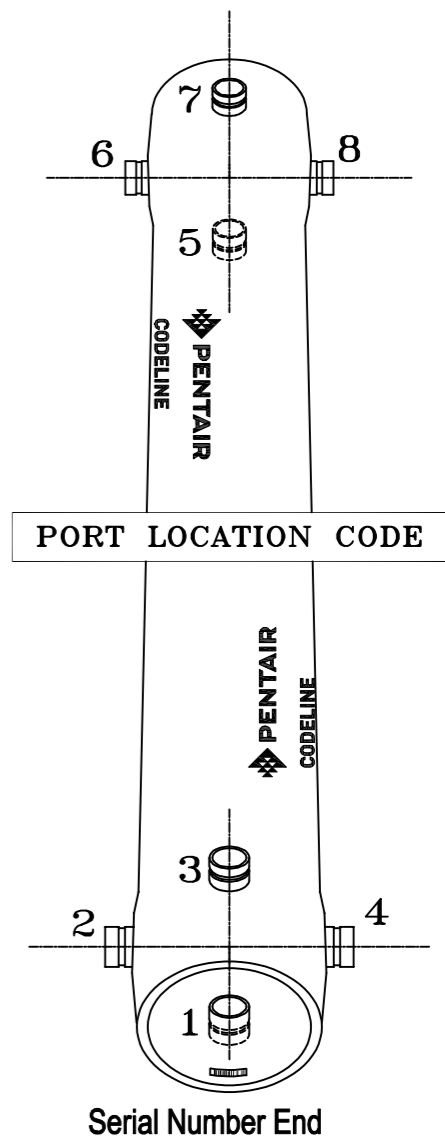 7
6
8
5
PENTAIR
CODELINE
PORT LOCATION CODE
PENTAIR
CODELINE
3
2
4
1
Serial Number End